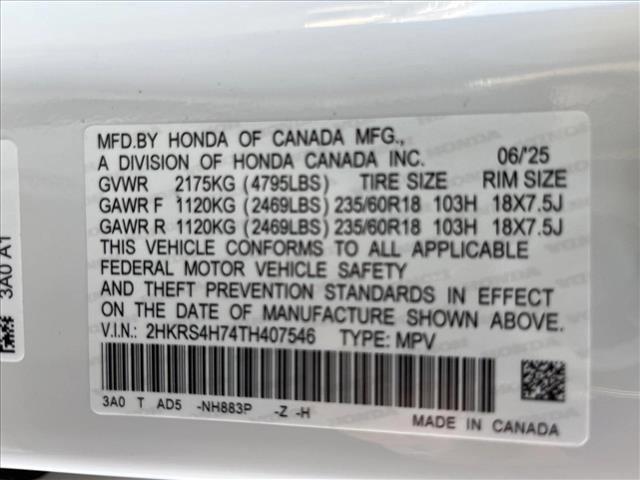 MFD.BY HONDA OF CANADA MFG.,
A DIVISION OF HONDA CANADA INC. 06/'25
GVWR 2175KG (4795LBS) TIRE SIZE RIM SIZE
GAWR F 1120KG (2469LBS) 235/60R18 103H 18X7.5J
GAWR R 1120KG (2469LBS) 235/60R18 103H 18X7.5J
THIS VEHICLE CONFORMS TO ALL APPLICABLE
FEDERAL MOTOR VEHICLE SAFETY
AND THEFT PREVENTION STANDARDS IN EFFECT
ON THE DATE OF MANUFACTURE SHOWN ABOVE.
V.I.N.: 2HKRS4H74TH407546 TYPE: MPV
3A0 T AD5 -NH883P -Z -H
MADE IN CANADA
3A0 A1